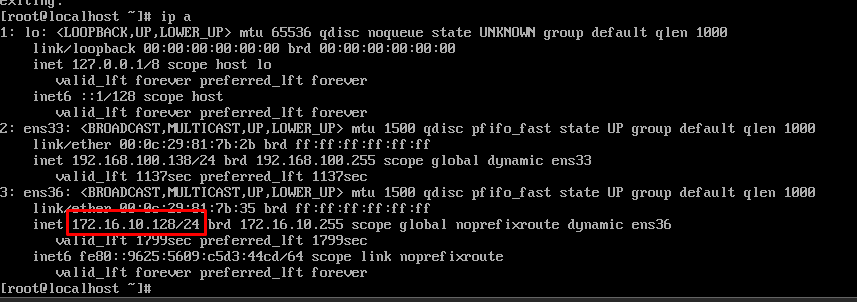 exiting.
[root@localhost ~]# ip a
1: lo: <LOOPBACK,UP,LOWER_UP> mtu 65536 qdisc noqueue state UNKNOWN group default qlen 1000
link/loopback 00:00:00:00:00:00 brd 00:00:00:00:00:00
inet 127.0.0.1/8 scope host lo
valid_lft forever preferred_lft forever
inet6 ::1/128 scope host
valid_lft forever preferred_lft forever
2: ens33: <BROADCAST,MULTICAST,UP,LOWER_UP> mtu 1500 qdisc pfifo_fast state UP group default qlen 1000
link/ether 00:0c:29:81:7b:2b brd ff:ff:ff:ff:ff:ff
inet 192.168.100.138/24 brd 192.168.100.255 scope global dynamic ens33
valid_lft 1137sec preferred_lft 1137sec
3: ens36: <BROADCAST,MULTICAST,UP,LOWER_UP> mtu 1500 qdisc pfifo_fast state UP group default qlen 1000
link/ether 00:0c:29:81:7b:35 brd ff:ff:ff:ff:ff:ff
inet 172.16.10.128/24 brd 172.16.10.255 scope global noprefixroute dynamic ens36
valid_lft 1799sec preferred_lft 1799sec
inet6 fe80::9625:5609:c5d3:44cd/64 scope link noprefixroute
valid_lft forever preferred_lft forever
[root@localhost ~]#